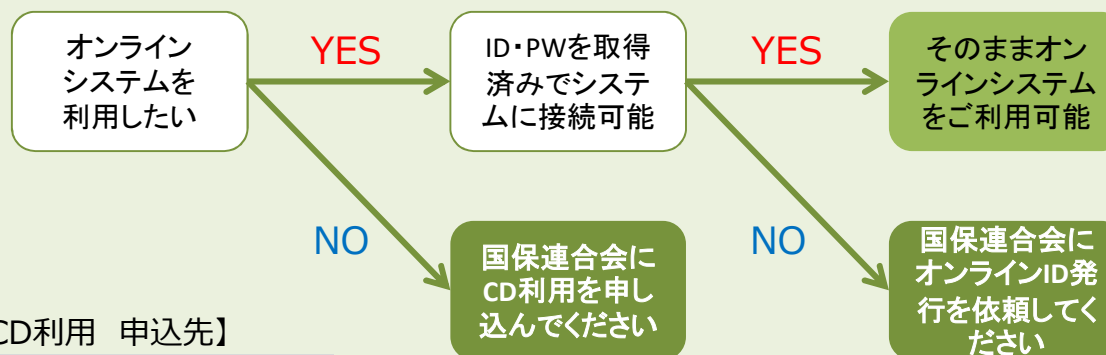 オンライン
システムを
利用したい
YES
ID・PWを取得
済みでシステ
ムに接続可能
YES
そのままオン
ラインシステム
をご利用可能
NO
国保連合会に
CD利用を申し
込んでください
NO
国保連合会に
オンラインID発
行を依頼してく
ださい
CD利用 申込先】